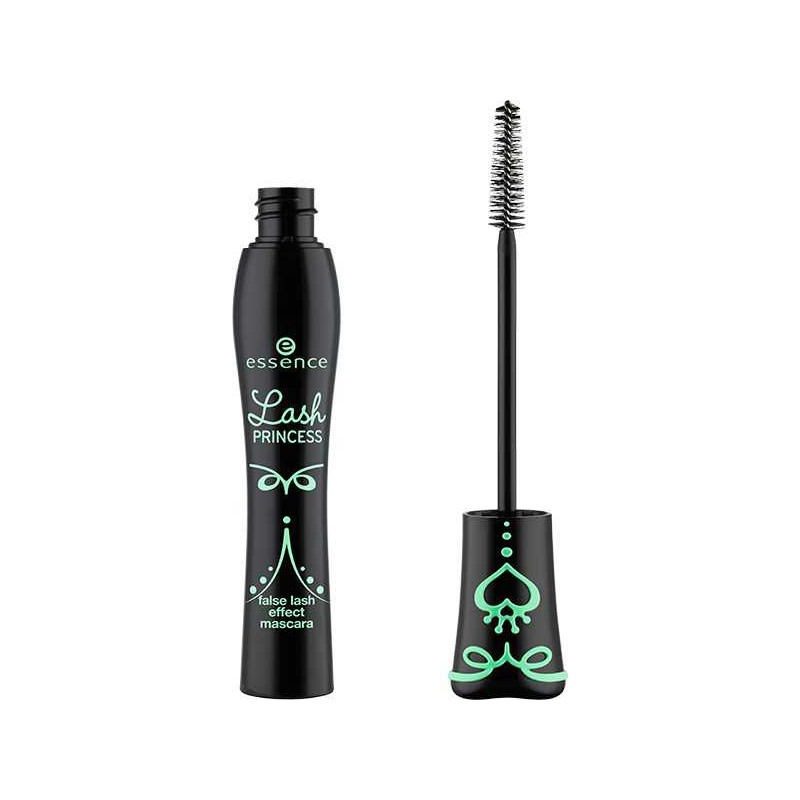 essence
Lash
PRINCESS
false lash
effect
mascara